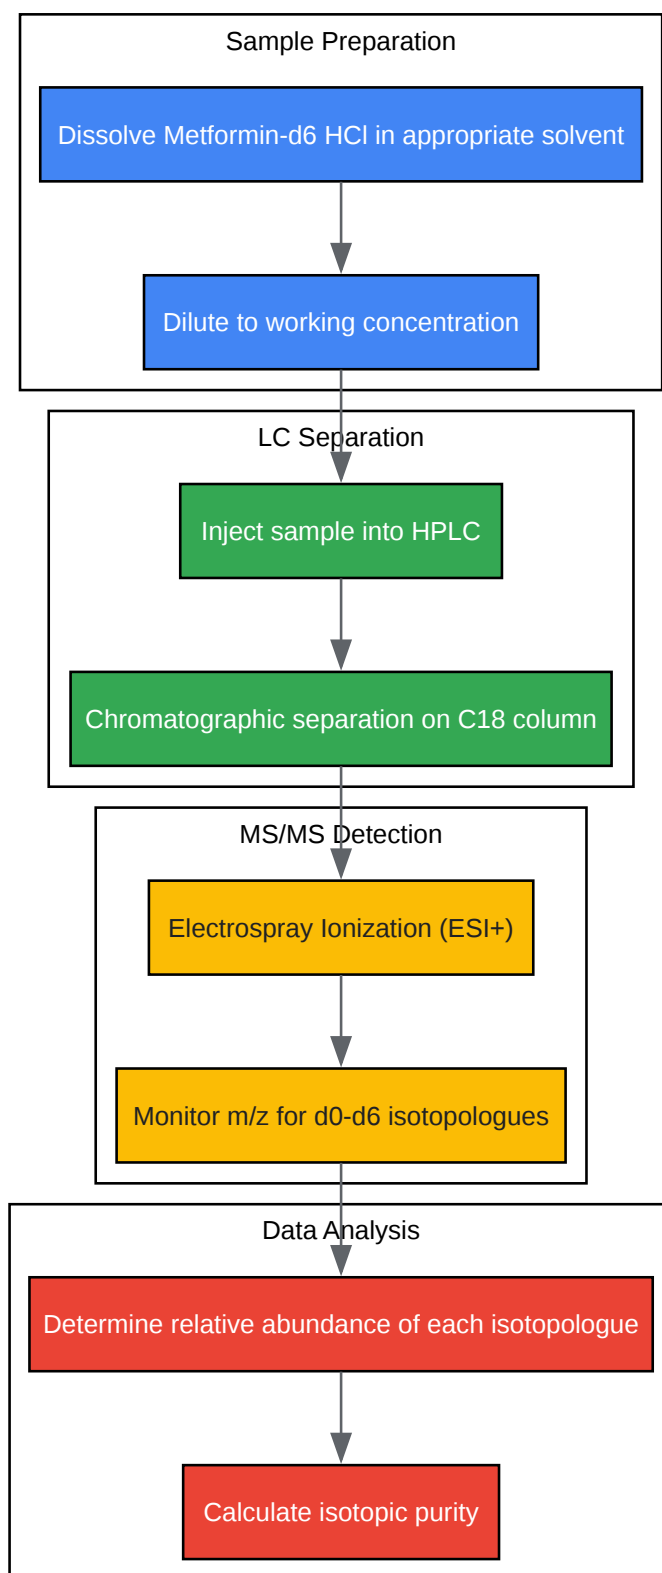 Sample Preparation
Dissolve Metformin-d6 HCl in appropriate solvent
Dilute to working concentration
LC Separation
Inject sample into HPLC
Chromatographic separation on C18 column
MS/MS Detection
Electrospray Ionization (ESI+)
Monitor m/z for d0-d6 isotopologues
Data Analysis
Determine relative abundance of each isotopologue
Calculate isotopic purity